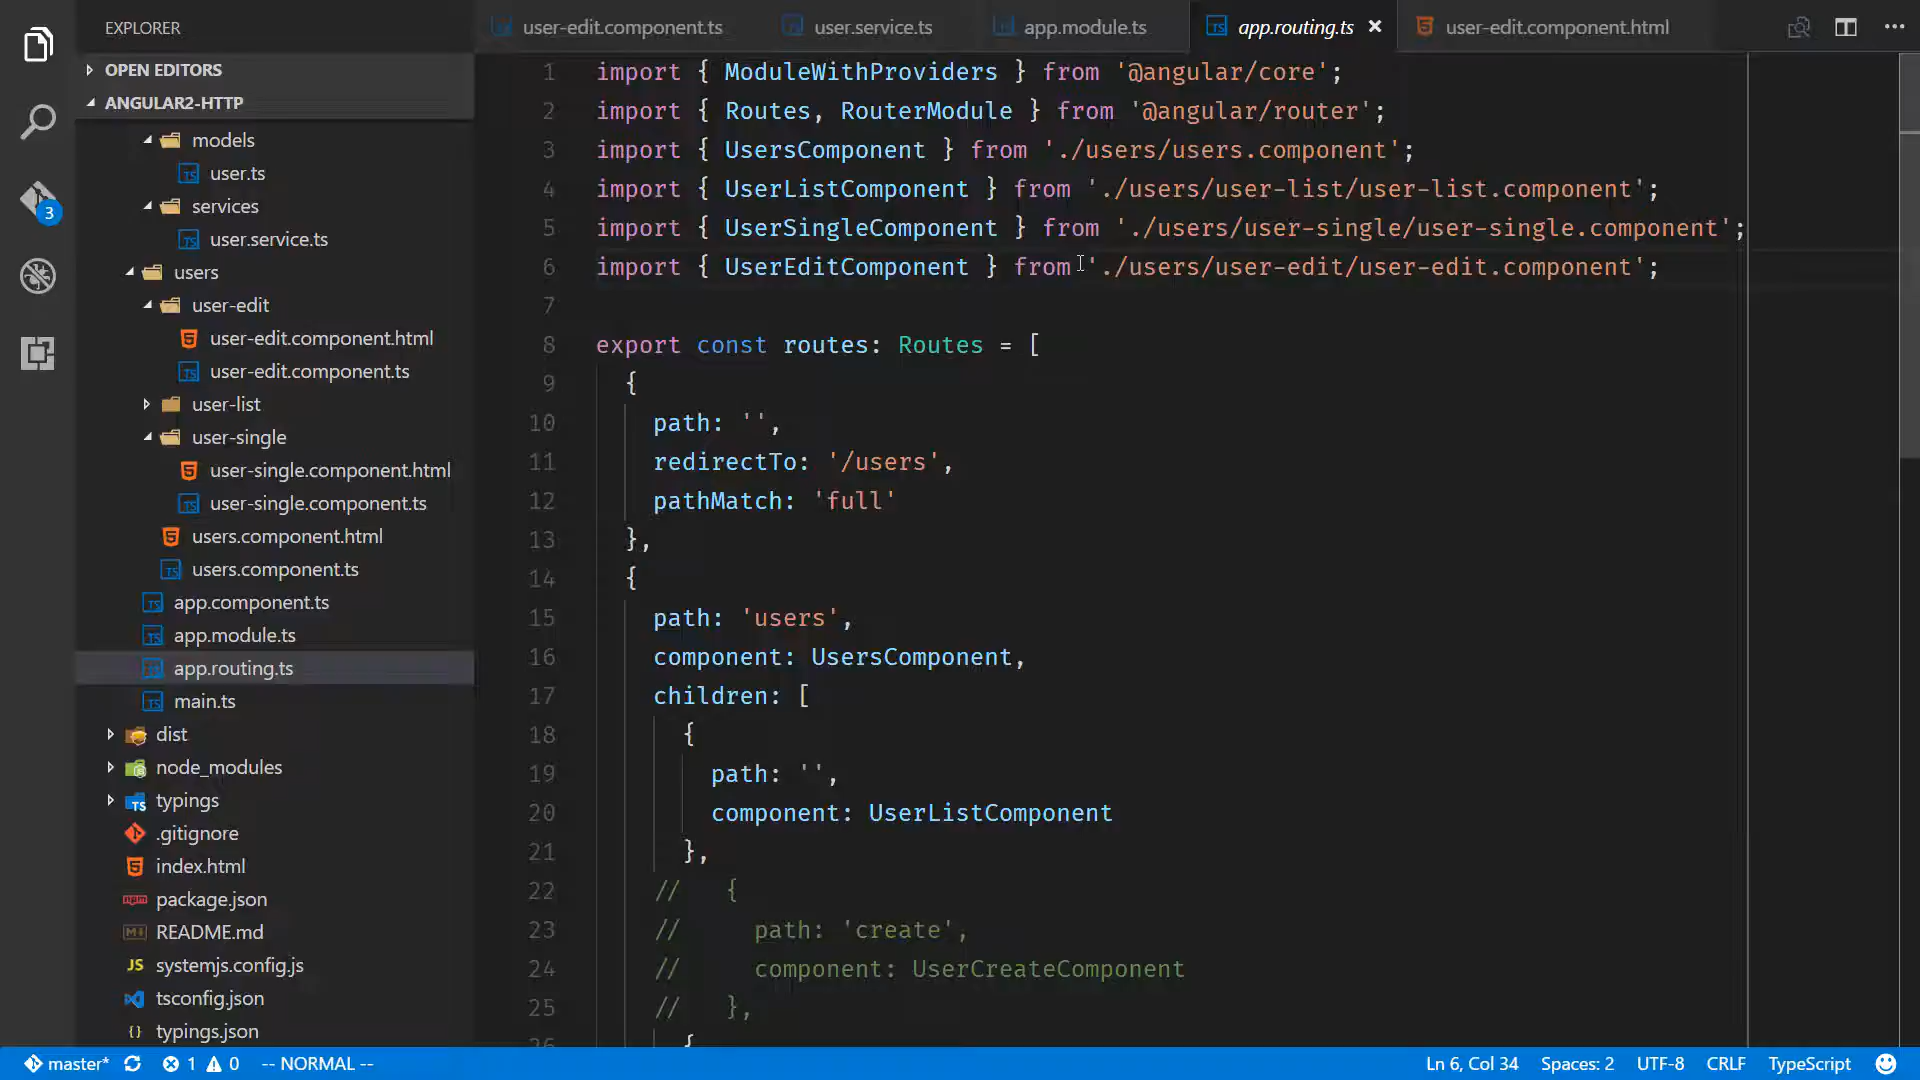 EXPLORER
OPEN EDITORS
ANGULAR2-HTTP
models
user.ts
services
user.service.ts
users
user-edit
user-edit.component.html
user-edit.component.ts
user-list
user-single
user-single.component.html
user-single.component.ts
users.component.html
users.component.ts
app.component.ts
app.module.ts
app.routing.ts
main.ts
dist
node_modules
typings
.gitignore
index.html
package.json
README.md
systemjs.config.js
tsconfig.json
typings.json
3
user-edit.component.ts user.service.ts app.module.ts app.routing.ts user-edit.component.html
1 import { ModuleWithProviders } from '@angular/core';
2 import { Routes, RouterModule } from '@angular/router';
3 import { UsersComponent } from './users/users.component';
4 import { UserListComponent } from './users/user-list/user-list.component';
5 import { UserSingleComponent } from './users/user-single/user-single.component';
6 import { UserEditComponent } from './users/user-edit/user-edit.component';
7
8 export const routes: Routes = [
9 {
10 path: '',
11 redirectTo: '/users',
12 pathMatch: 'full'
13 },
14 {
15 path: 'users',
16 component: UsersComponent,
17 children: [
18 {
19 path: '',
20 component: UserListComponent
21 },
22 // {
23 // path: 'create',
24 // component: UserCreateComponent
25 // },
26 {
master* 1 0 -- NORMAL -- Ln 6, Col 34 Spaces: 2 UTF-8 CRLF TypeScript